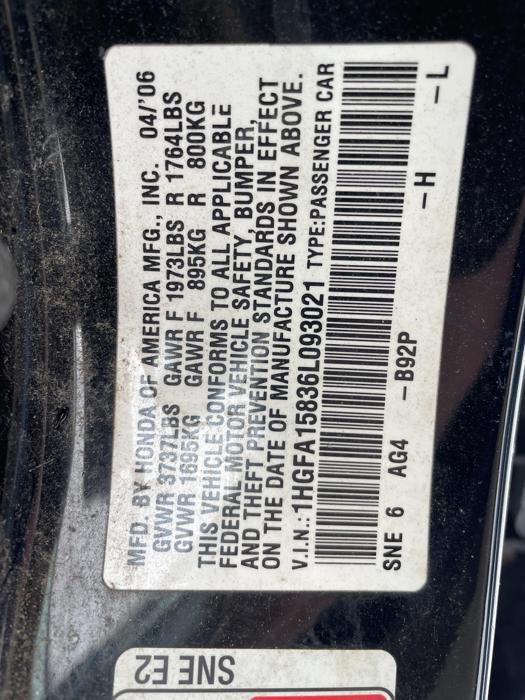 MFD. BY HONDA OF AMERICA MFG., INC. 04/'06
GVWR 3737LBS GAWR F 1973LBS R 1764LBS
GVWR 1695KG GAWR F 895KG R 800KG
THIS VEHICLE CONFORMS TO ALL APPLICABLE
FEDERAL MOTOR VEHICLE SAFETY, BUMPER,
AND THEFT PREVENTION STANDARDS IN EFFECT
ON THE DATE OF MANUFACTURE SHOWN ABOVE.
V.I.N.: 1HGFA15836L093021 TYPE:PASSENGER CAR
SNE 6 AG4 -B92P -H -L
SNE E2